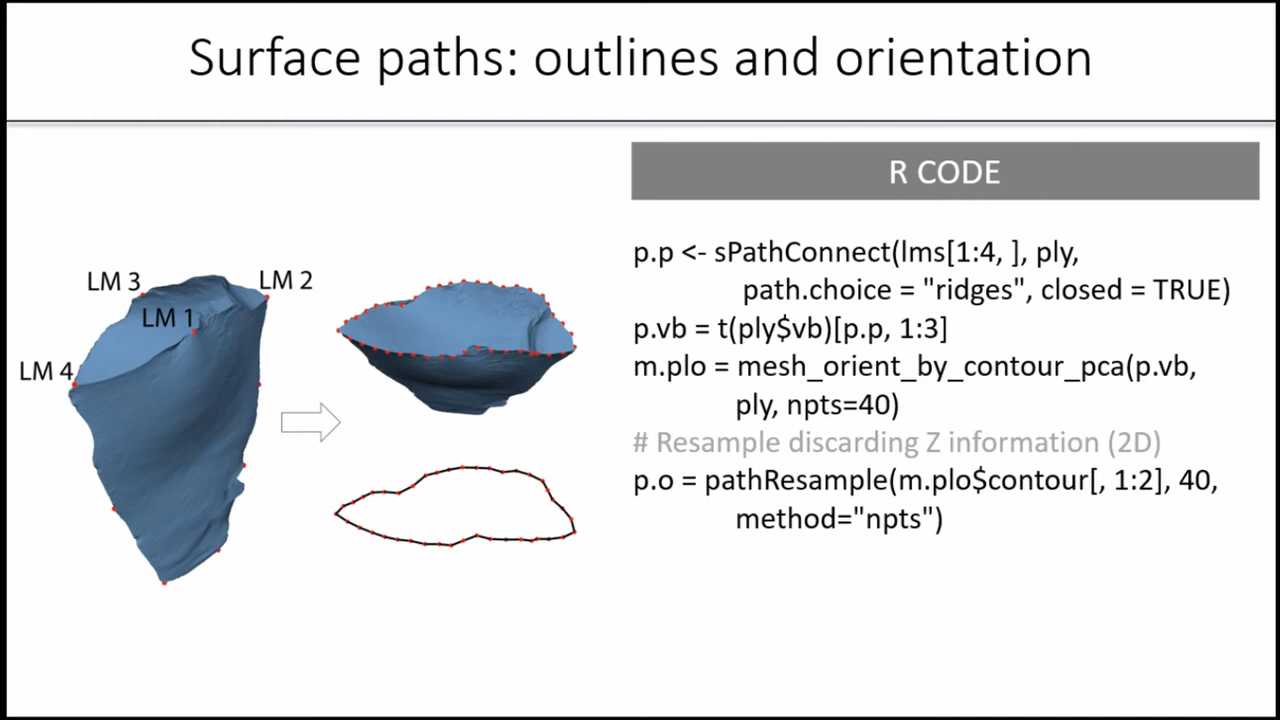 Surface paths: outlines and orientation
R CODE
LM 3
LM 2
LM 1
LM 4
p.p <- sPathConnect(lms[1:4, ], ply,
path.choice = "ridges", closed = TRUE)
p.vb = t(ply$vb)[p.p, 1:3]
m.plo = mesh_orient_by_contour_pca(p.vb,
ply, npts=40)
# Resample discarding Z information (2D)
p.o = pathResample(m.plo$contour[, 1:2], 40,
method="npts")